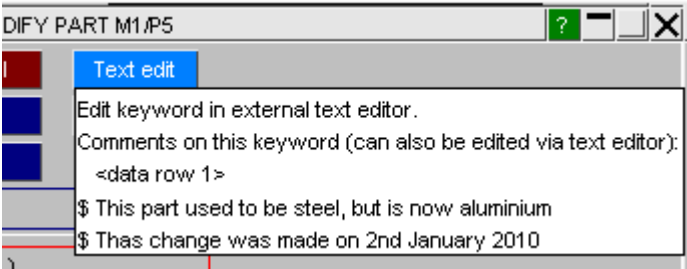 DIFY PART M1/P5
?
Text edit
Edit keyword in external text editor.
Comments on this keyword (can also be edited via text editor):
<data row 1>
$ This part used to be steel, but is now aluminium
$ Thas change was made on 2nd January 2010